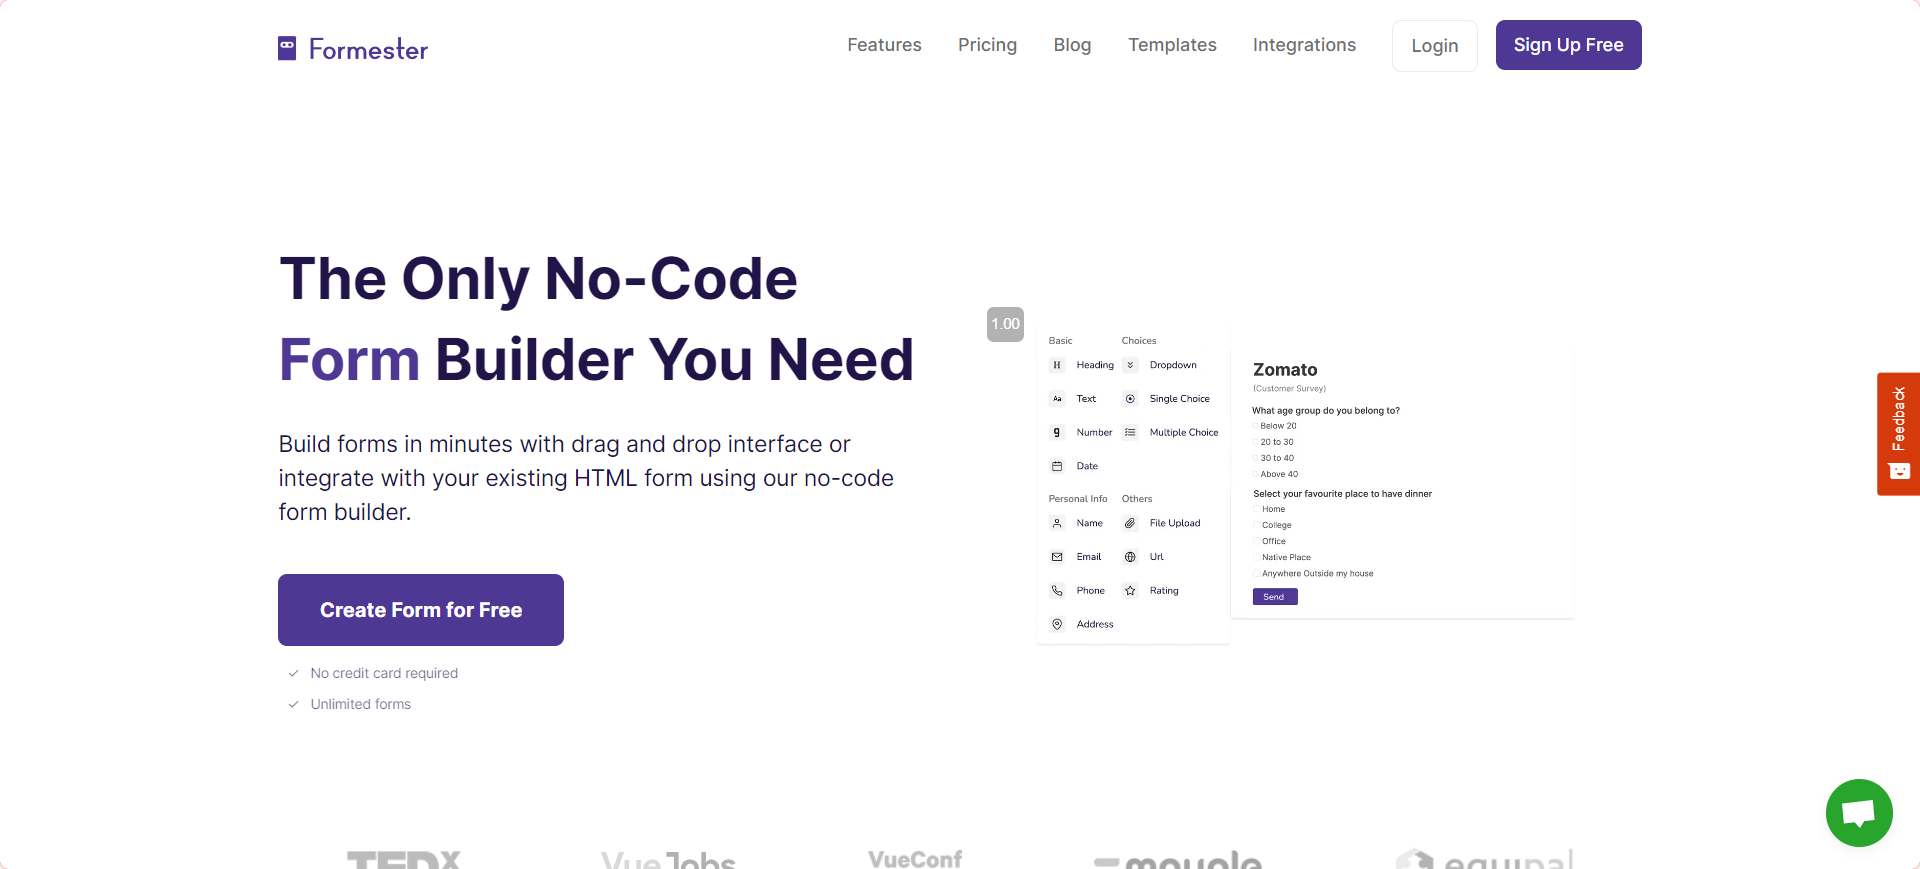 Formester
Features
Pricing
Blog
Templates
Integrations
Login
Sign Up Free
The Only No-Code
Form Builder You Need
Build forms in minutes with drag and drop interface or
integrate with your existing HTML form using our no-code
form builder.
Create Form for Free
No credit card required
Unlimited forms
1.00
Basic
H Heading
Aa Text
9 Number
Date
Choices
Dropdown
Single Choice
Multiple Choice
Personal Info
Name
Email
Phone
Address
Others
File Upload
Url
Rating
Zomato
(Customer Survey)
What age group do you belong to?
Below 20
20 to 30
30 to 40
Above 40
Select your favourite place to have dinner
Home
College
Office
Native Place
Anywhere Outside my house
Send
Feedback
TEDX
VueJobs
VueConf
equipal